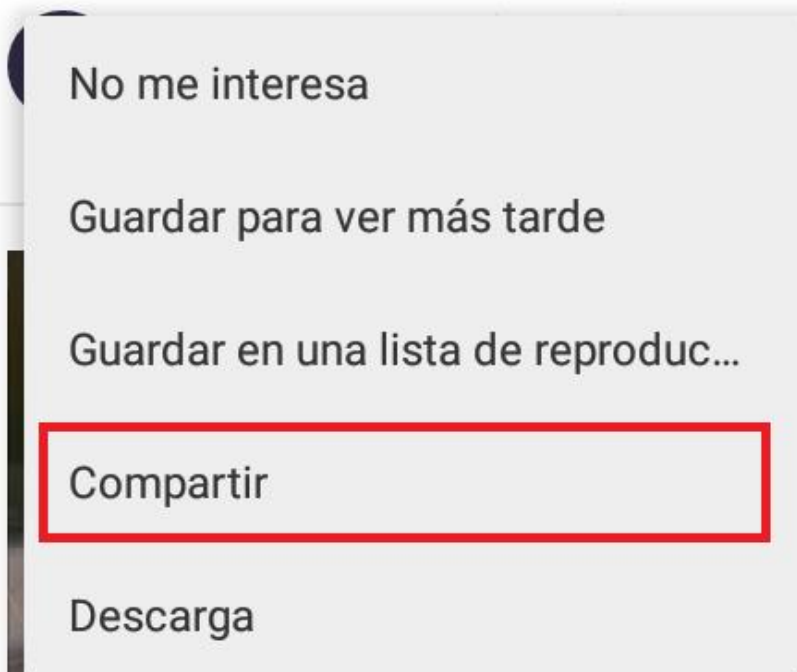 No me interesa
Guardar para ver más tarde
Guardar en una lista de reproduc...
Compartir
Descarga